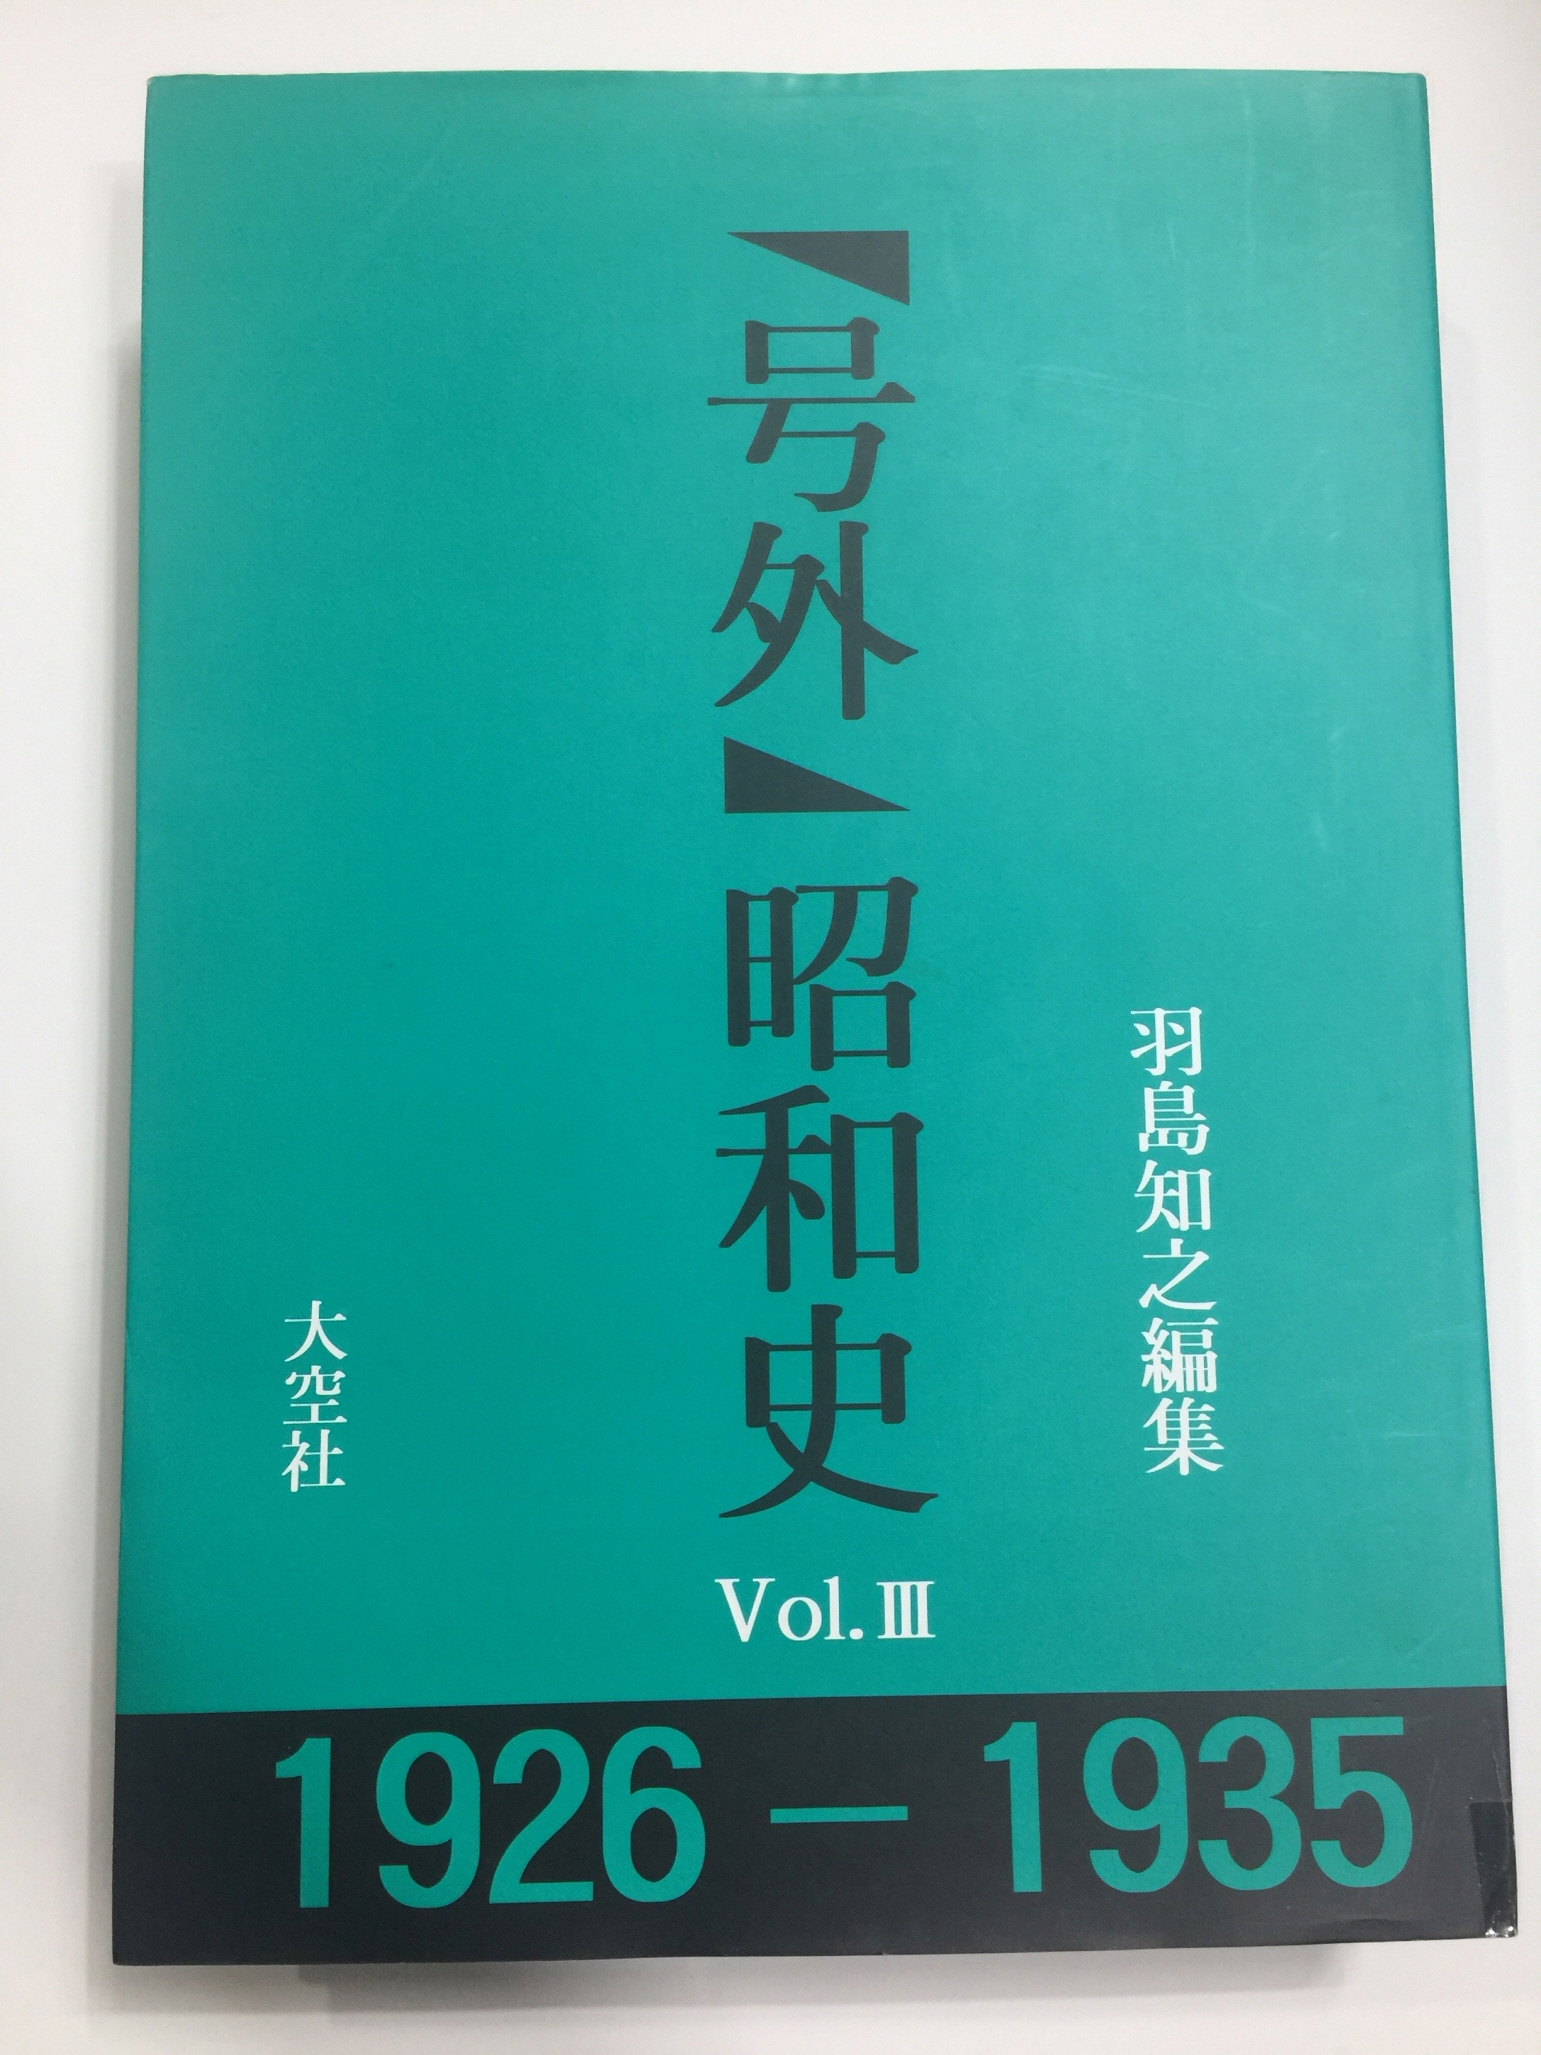 羽島知之編集
【号外】昭和史
Vol.Ⅲ
大空社
1926－1935